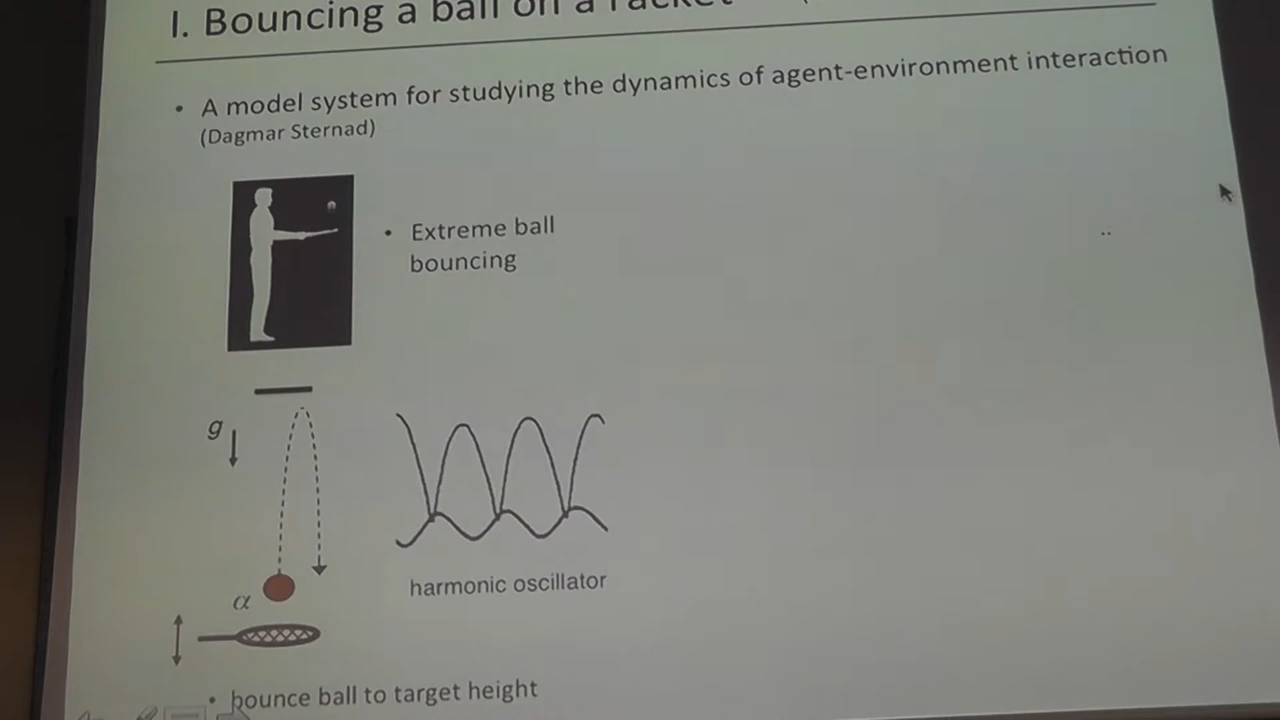 I. Bouncing a ball on a racket
• A model system for studying the dynamics of agent-environment interaction
(Dagmar Sternad)
• Extreme ball
bouncing
g
α
harmonic oscillator
• bounce ball to target height